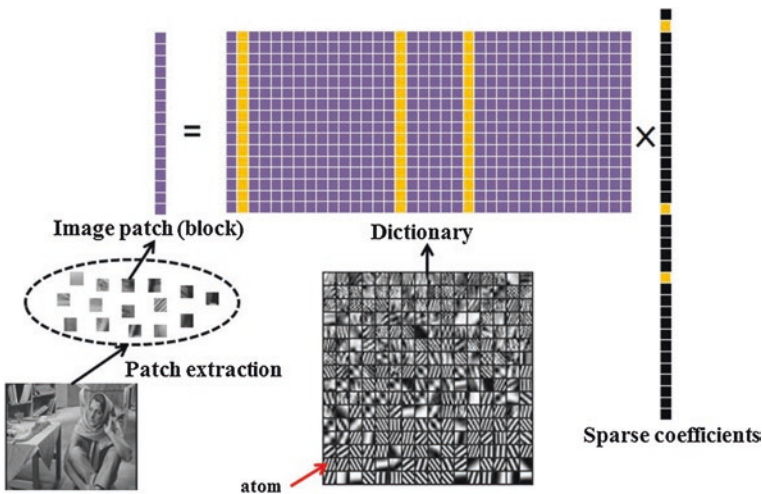 =
×
Image patch (block)
Dictionary
Patch extraction
Sparse coefficients
atom